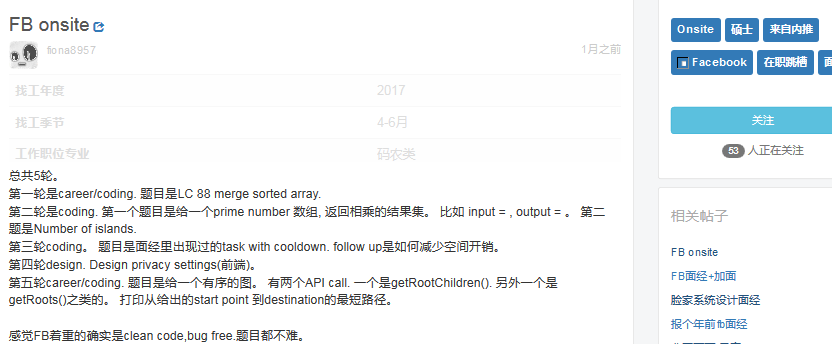 FB onsite
fiona8957
1月之前
找工年度 2017
找工季节 4-6月
工作职位专业 码农类
总共5轮。
第一轮是career/coding. 题目是LC 88 merge sorted array.
第二轮是coding. 第一个题目是给一个prime number 数组, 返回相乘的结果集。 比如 input = , output = 。 第二
题是Number of islands.
第三轮coding。 题目是面经里出现过的task with cooldown. follow up是如何减少空间开销。
第四轮design. Design privacy settings(前端)。
第五轮career/coding. 题目是给一个有序的图。 有两个API call. 一个是getRootChildren(). 另外一个是
getRoots()之类的。 打印从给出的start point 到destination的最短路径。
感觉FB着重的确实是clean code,bug free.题目都不难。
Onsite 硕士 来自内推
Facebook 在职跳槽 面
关注
53 人正在关注
相关帖子
FB onsite
FB面经+加面
脸家系统设计面经
报个年前fb面经